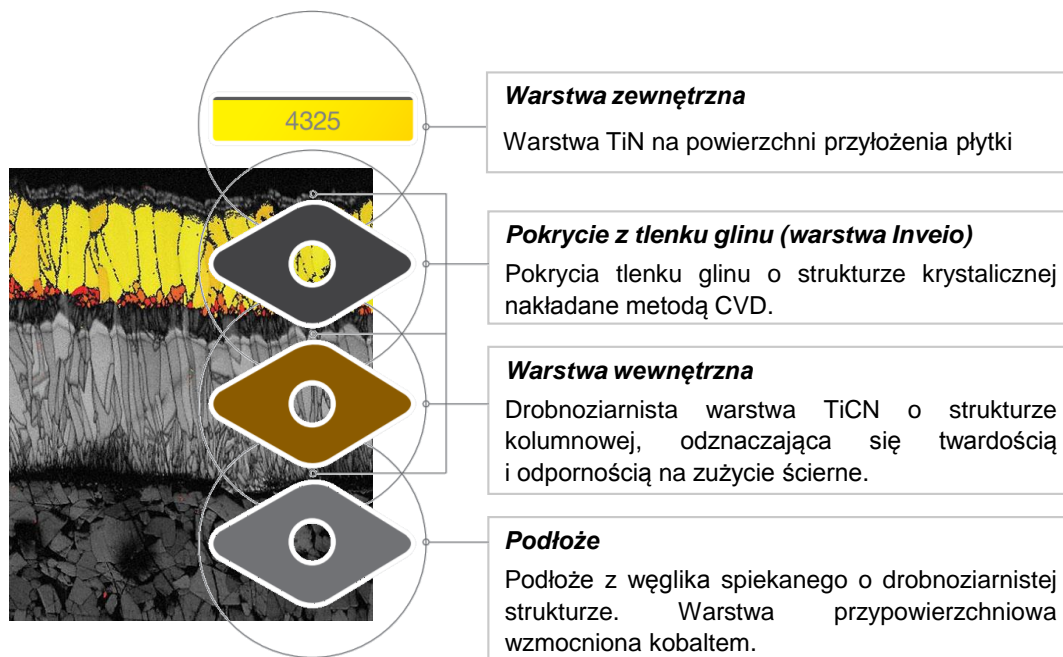 4325
Warstwa zewnętrzna
Warstwa TiN na powierzchni przyłożenia płytki
Pokrycie z tlenku glinu (warstwa Inveio)
Pokrycia tlenku glinu o strukturze krystalicznej
nakładane metodą CVD.
Warstwa wewnętrzna
Drobnoziarnista warstwa TiCN o strukturze
kolumnowej, odznaczająca się twardością
i odpornością na zużycie ścierne.
Podłoże
Podłoże z węglika spiekanego o drobnoziarnistej
strukturze. Warstwa przypowierzchniowa
wzmocniona kobaltem.